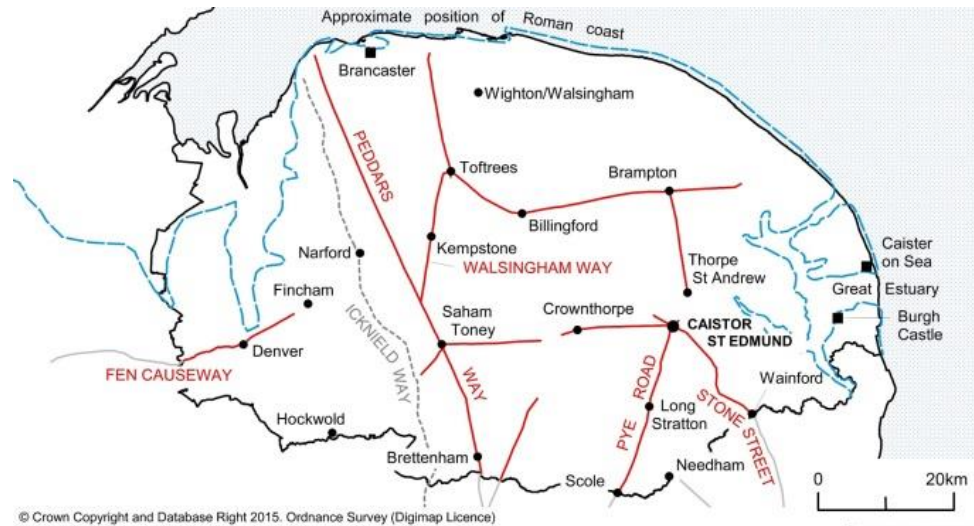 Approximate position of Roman coast
Brancaster
Wighton/Walsingham
PEDDARS
Toftrees
Brampton
Billingford
Kempstone
Narford
WALSINGHAM WAY
Thorpe
St Andrew
Caister
on Sea
Great Estuary
Fincham
Saham
Toney
Crownthorpe
CAISTOR
ST EDMUND
Burgh
Castle
ICKNIELD WAY
Denver
FEN CAUSEWAY
WAY
PYE ROAD
STONE STREET
Wainford
Hockwold
Long
Stratton
Brettenham
Scole
Needham
0 20km
© Crown Copyright and Database Right 2015. Ordnance Survey (Digimap Licence)